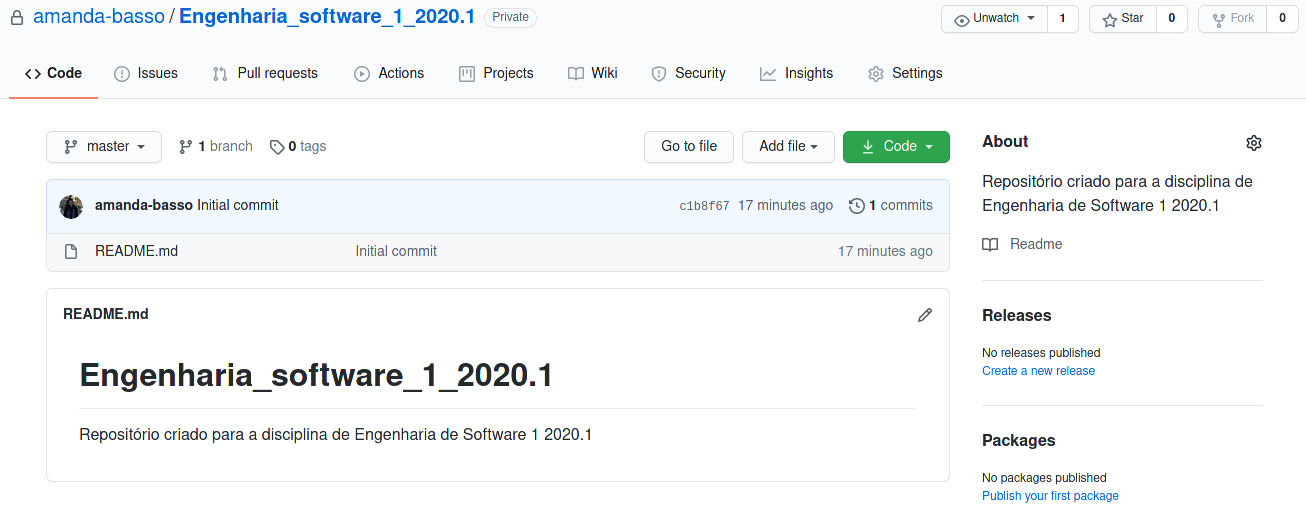 amanda-basso / Engenharia_software_1_2020.1 Private
Unwatch 1 Star 0 Fork 0
Code Issues Pull requests Actions Projects Wiki Security Insights Settings
master 1 branch 0 tags Go to file Add file Code
amanda-basso Initial commit c1b8f67 17 minutes ago 1 commits
README.md Initial commit 17 minutes ago
README.md
Engenharia_software_1_2020.1
Repositório criado para a disciplina de Engenharia de Software 1 2020.1
About
Repositório criado para a disciplina de
Engenharia de Software 1 2020.1
Readme
Releases
No releases published
Create a new release
Packages
No packages published
Publish your first package